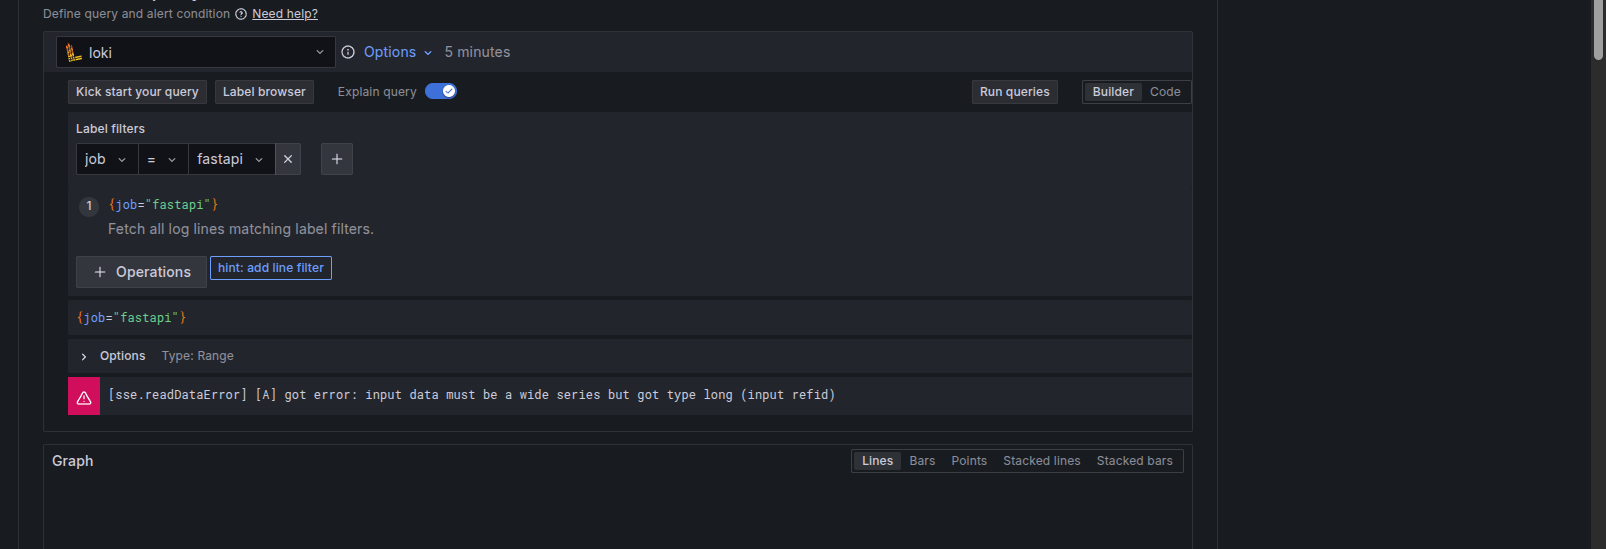 Define query and alert condition Need help?
loki Options 5 minutes
Kick start your query Label browser Explain query Run queries Builder Code
Label filters
job = fastapi
1 {job="fastapi"}
Fetch all log lines matching label filters.
+ Operations hint: add line filter
{job="fastapi"}
Options Type: Range
[sse.readDataError] [A] got error: input data must be a wide series but got type long (input refid)
Graph Lines Bars Points Stacked lines Stacked bars